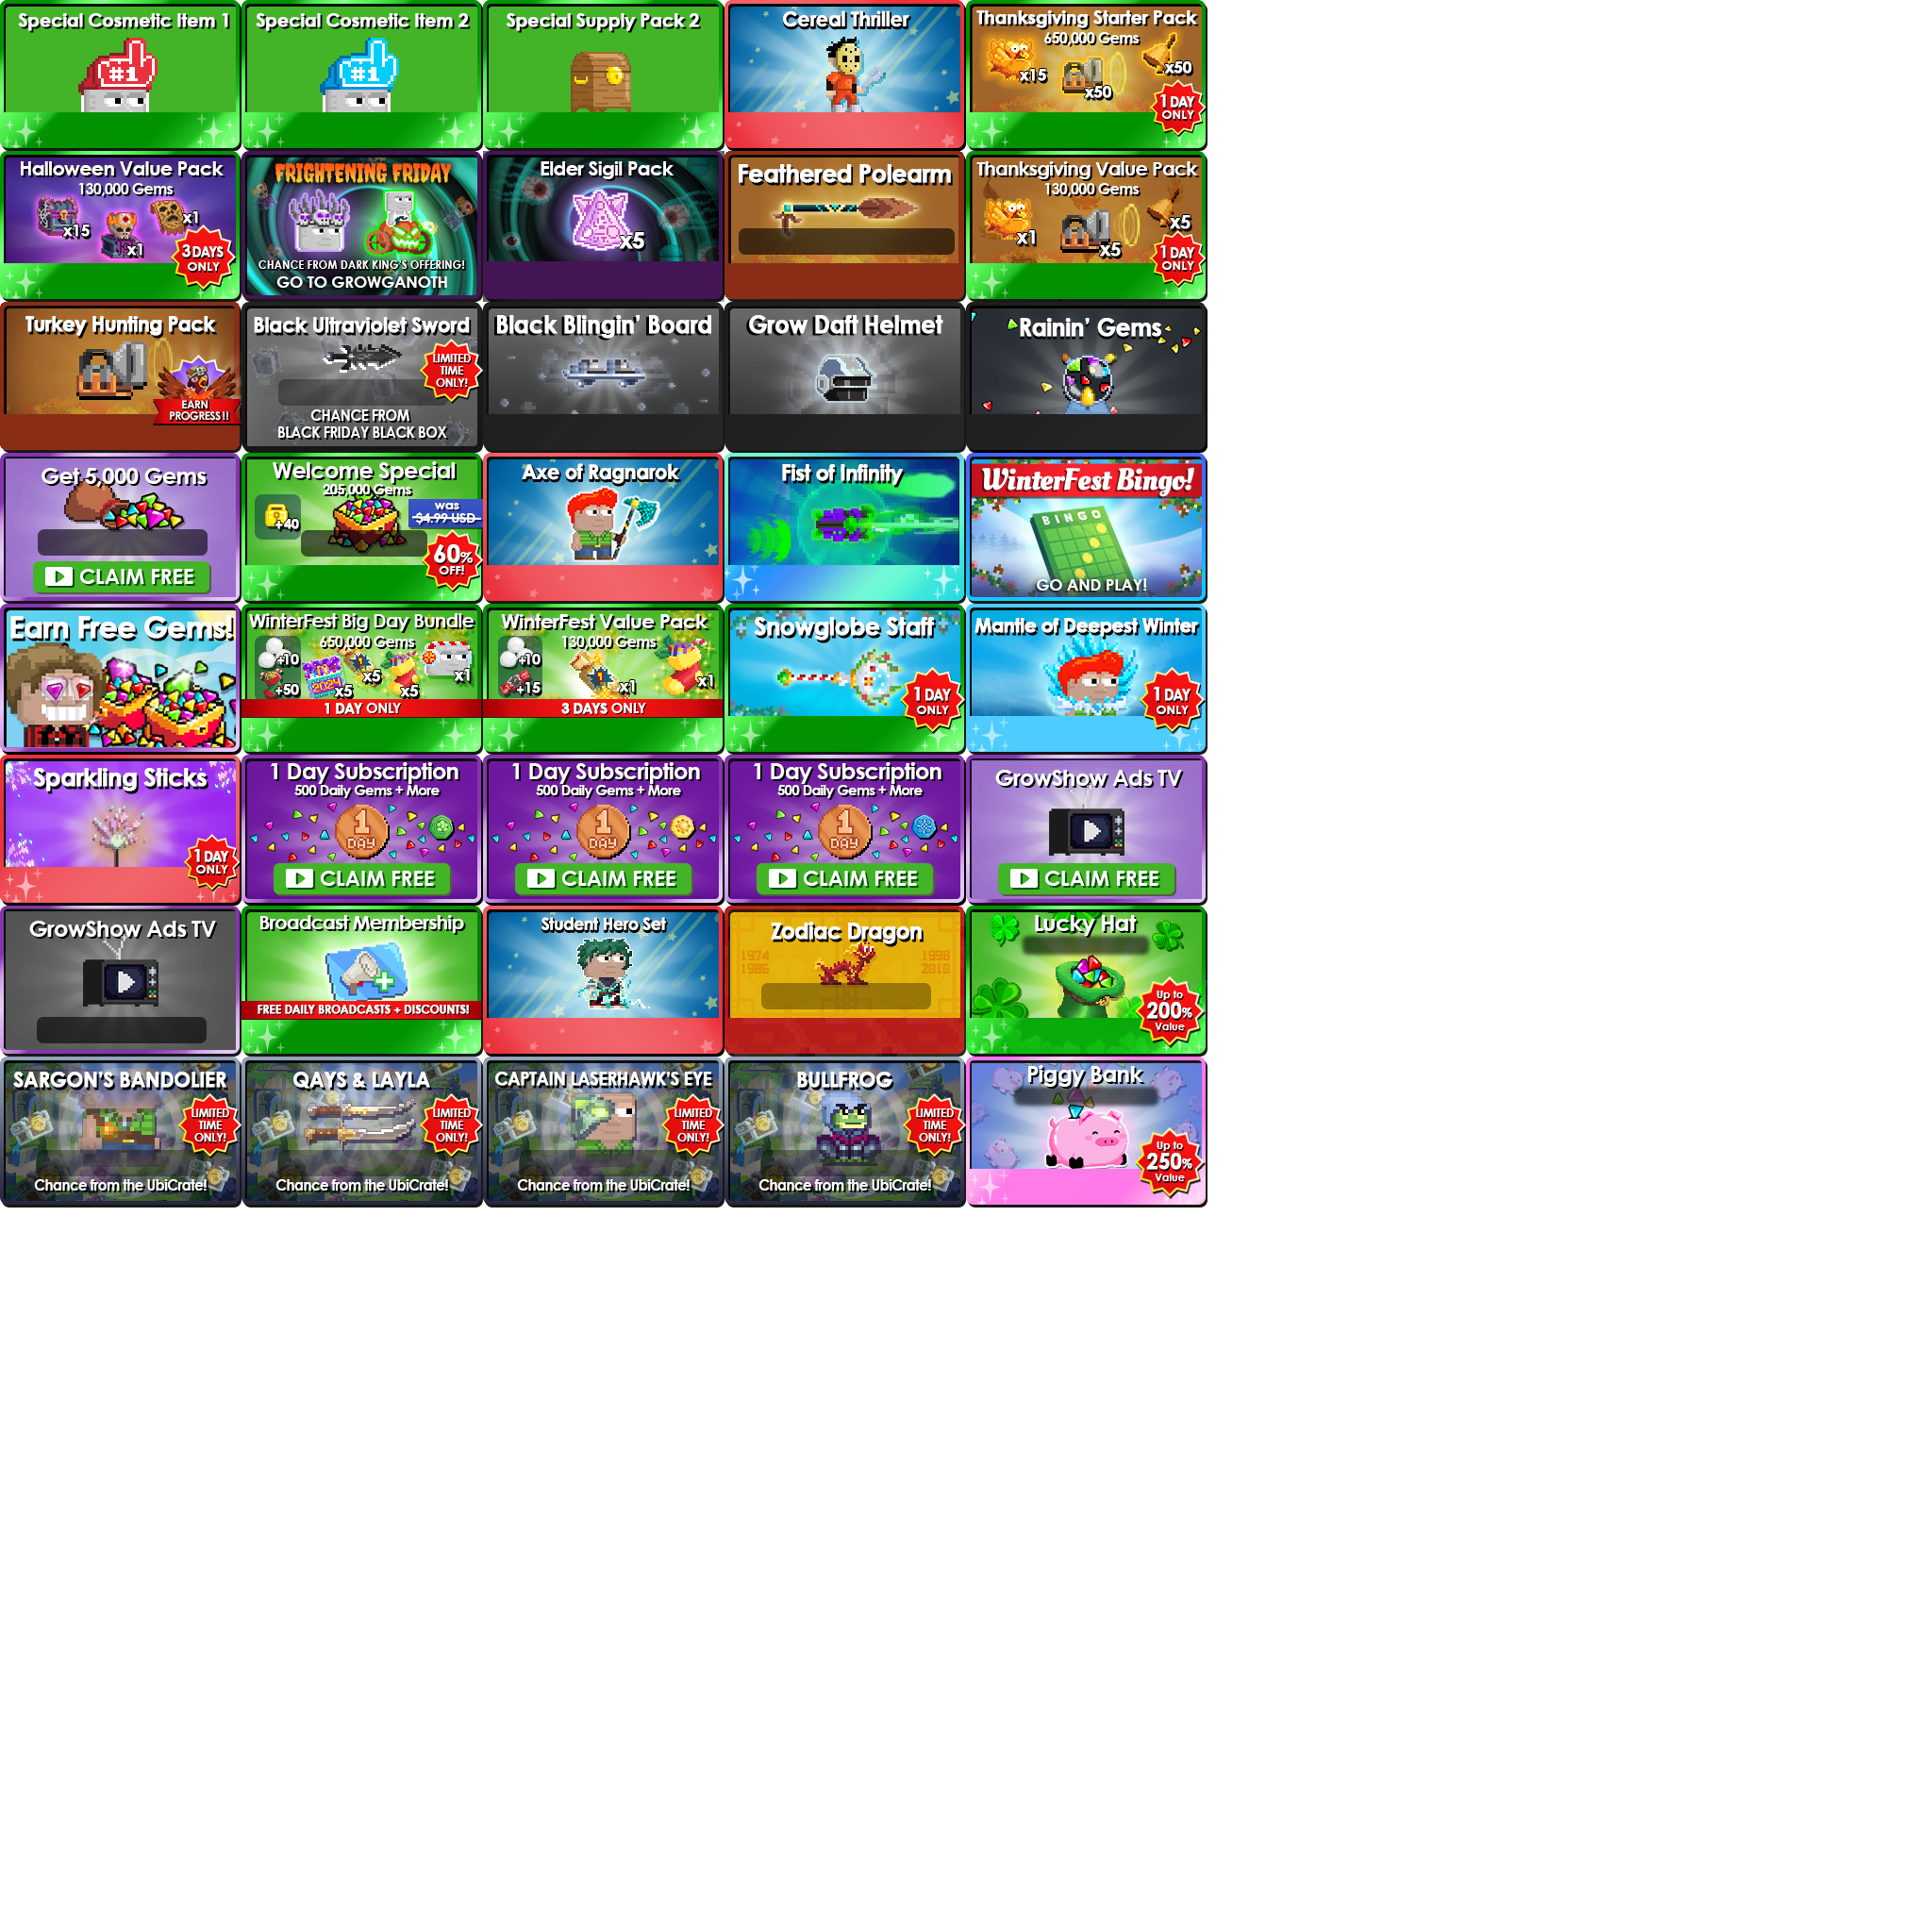 Special Cosmetic Item 1
#1
Special Cosmetic Item 2
#1
Special Supply Pack 2
Cereal Thriller
Thanksgiving Starter Pack
650,000 Gems
x15
x50
x50
1 DAY
ONLY
Halloween Value Pack
130,000 Gems
x15
x1
x1
3 DAYS
ONLY
FRIGHTENING FRIDAY
CHANCE FROM DARK KING'S OFFERING!
GO TO GROWGANOTH
Elder Sigil Pack
x5
Feathered Polearm
Thanksgiving Value Pack
130,000 Gems
x1
x5
x5
1 DAY
ONLY
Turkey Hunting Pack
EARN
PROGRESS!!
Black Ultraviolet Sword
LIMITED
TIME
ONLY!
CHANCE FROM
BLACK FRIDAY BLACK BOX
Black Blingin' Board
Grow Daft Helmet
Rainin' Gems
Get 5,000 Gems
CLAIM FREE
Welcome Special
205,000 Gems
+40
was
$4.99 USD
60%
OFF!
Axe of Ragnarok
Fist of Infinity
WinterFest Bingo!
BINGO
GO AND PLAY!
Earn Free Gems!
WinterFest Big Day Bundle
650,000 Gems
+10
+50
2024
x5
x5
x5
x1
1 DAY ONLY
WinterFest Value Pack
130,000 Gems
+10
+15
x1
x1
3 DAYS ONLY
Snowglobe Staff
1 DAY
ONLY
Mantle of Deepest Winter
1 DAY
ONLY
Sparkling Sticks
1 DAY
ONLY
1 Day Subscription
500 Daily Gems + More
1
DAY
CLAIM FREE
1 Day Subscription
500 Daily Gems + More
1
DAY
CLAIM FREE
1 Day Subscription
500 Daily Gems + More
1
DAY
CLAIM FREE
GrowShow Ads TV
CLAIM FREE
GrowShow Ads TV
Broadcast Membership
FREE DAILY BROADCASTS + DISCOUNTS!
Student Hero Set
Zodiac Dragon
1974
1986
1998
2010
Lucky Hat
Up to
200%
Value
SARGON'S BANDOLIER
LIMITED
TIME
ONLY!
Chance from the UbiCrate!
QAYS & LAYLA
LIMITED
TIME
ONLY!
Chance from the UbiCrate!
CAPTAIN LASERHAWK'S EYE
LIMITED
TIME
ONLY!
Chance from the UbiCrate!
BULLFROG
LIMITED
TIME
ONLY!
Chance from the UbiCrate!
Piggy Bank
Up to
250%
Value